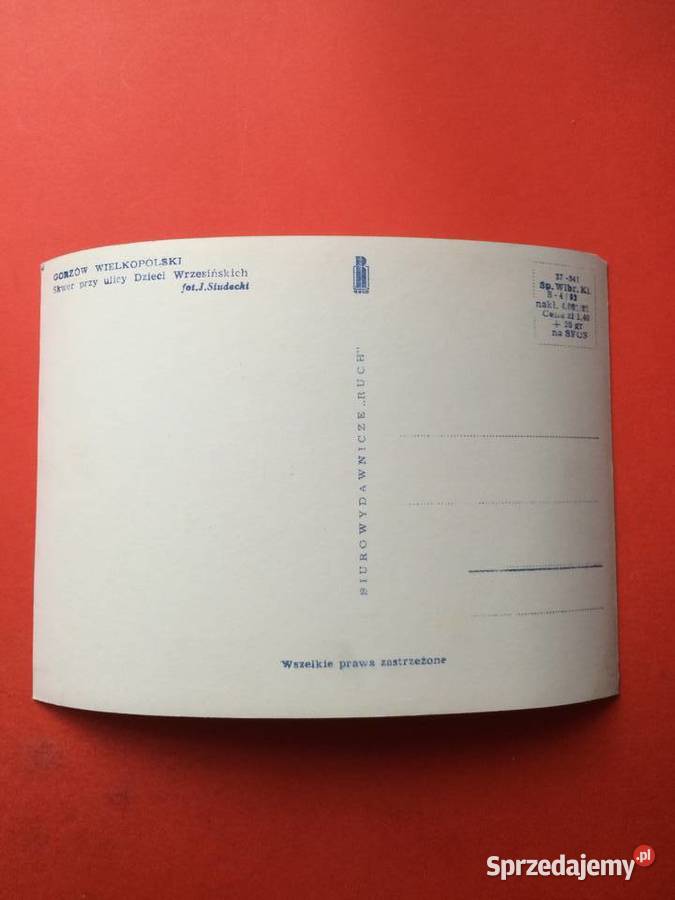 GORZÓW WIELKOPOLSKI
Skwer przy ulicy Dzieci Wrzesińskich
fot. J. Siudecki
BIURO WYDAWNICZE „RUCH"
Sp. Wibr. Kl.
nakł.
Cena zł 1,40
+ 20 gr
na SFOS
Wszelkie prawa zastrzeżone
Sprzedajemy.pl